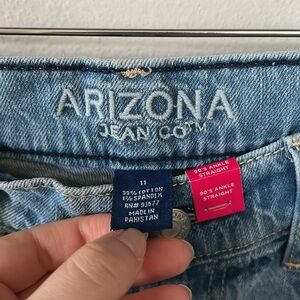 ARIZONA
JEAN CO™
11
99% COTTON
1% SPANDEX
RN# 93677
MADE IN
PAKISTAN
90'S ANKLE
STRAIGHT
90'S ANKLE
STRAIGHT